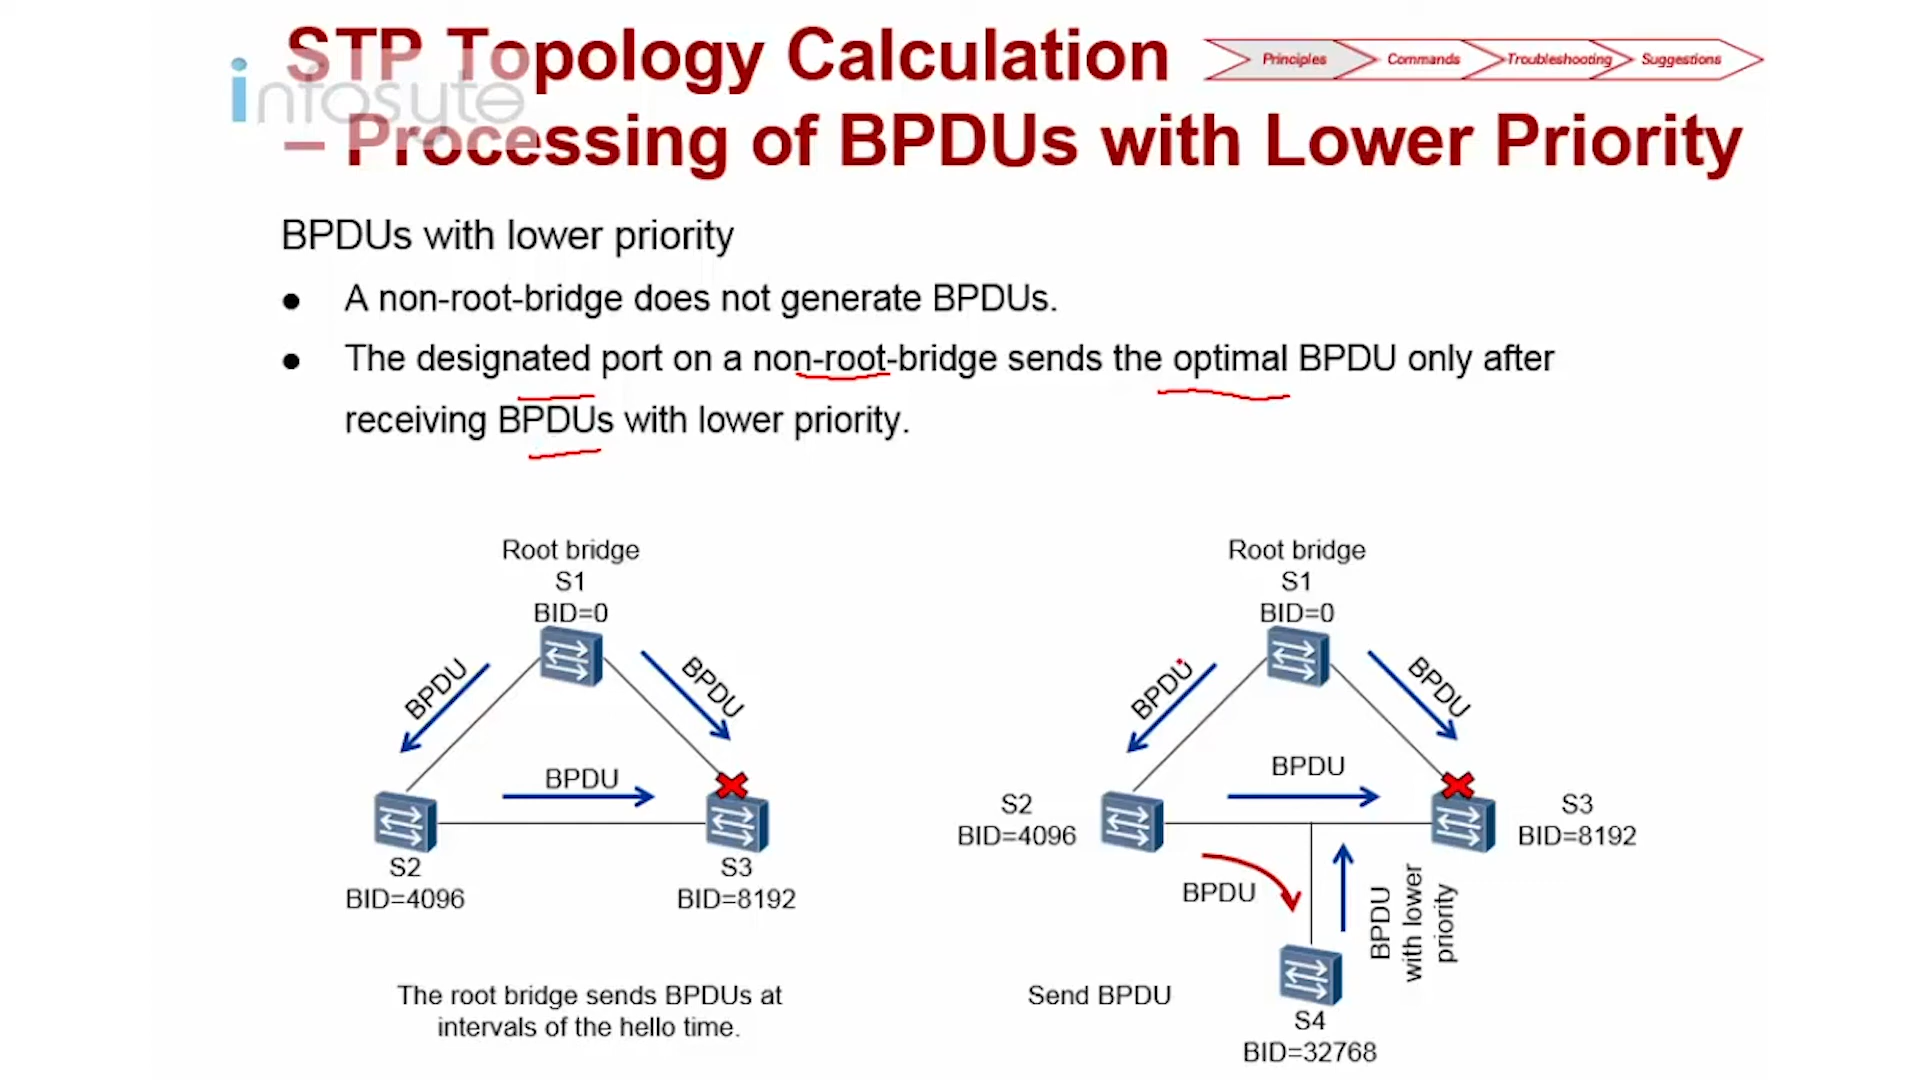 STP Topology Calculation
– Processing of BPDUs with Lower Priority
infosyte
Principles
Commands
Troubleshooting
Suggestions
BPDUs with lower priority
● A non-root-bridge does not generate BPDUs.
● The designated port on a non-root-bridge sends the optimal BPDU only after
receiving BPDUs with lower priority.
Root bridge
S1
BID=0
BPDU
BPDU
BPDU
S2
BID=4096
S3
BID=8192
The root bridge sends BPDUs at
intervals of the hello time.
Root bridge
S1
BID=0
BPDU
BPDU
BPDU
S2
BID=4096
S3
BID=8192
BPDU
BPDU
with lower
priority
Send BPDU
S4
BID=32768